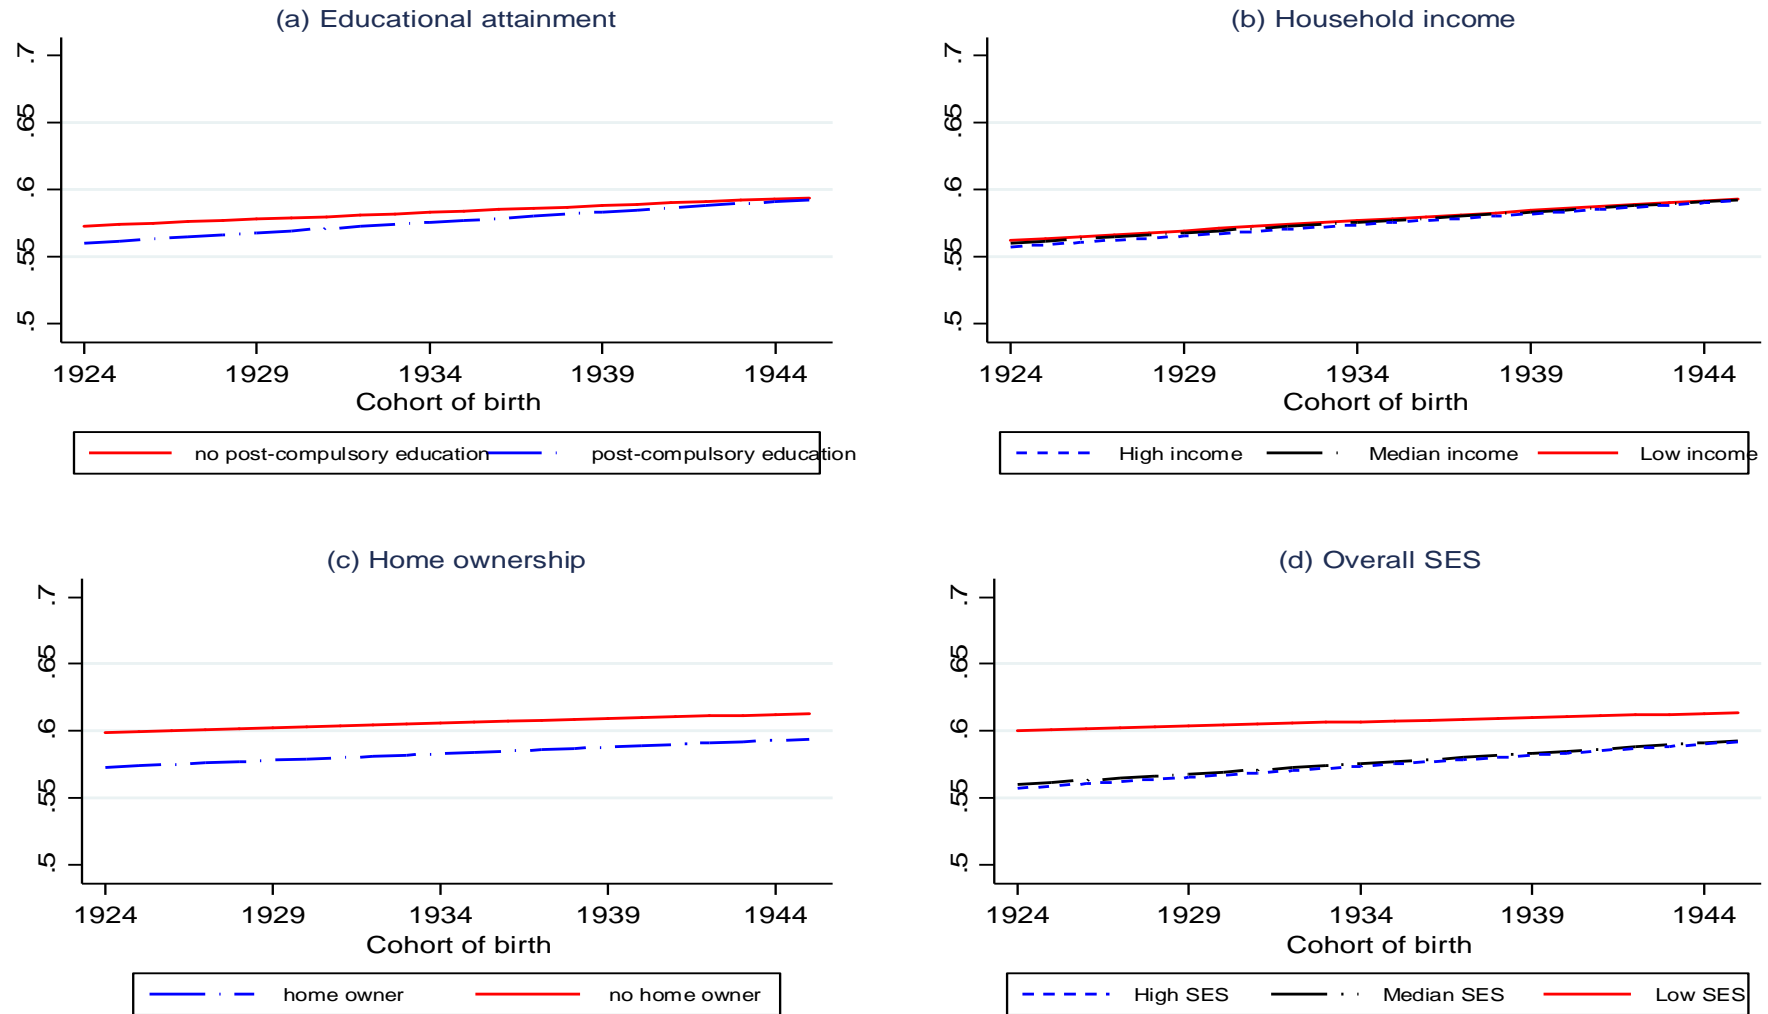 (a) Educational attainment
.7
.65
.6
.55
.5
1924 1929 1934 1939 1944
Cohort of birth
no post-compulsory education post-compulsory education
(b) Household income
.7
.65
.6
.55
.5
1924 1929 1934 1939 1944
Cohort of birth
High income Median income Low income
(c) Home ownership
.7
.65
.6
.55
.5
1924 1929 1934 1939 1944
Cohort of birth
home owner no home owner
(d) Overall SES
.7
.65
.6
.55
.5
1924 1929 1934 1939 1944
Cohort of birth
High SES Median SES Low SES